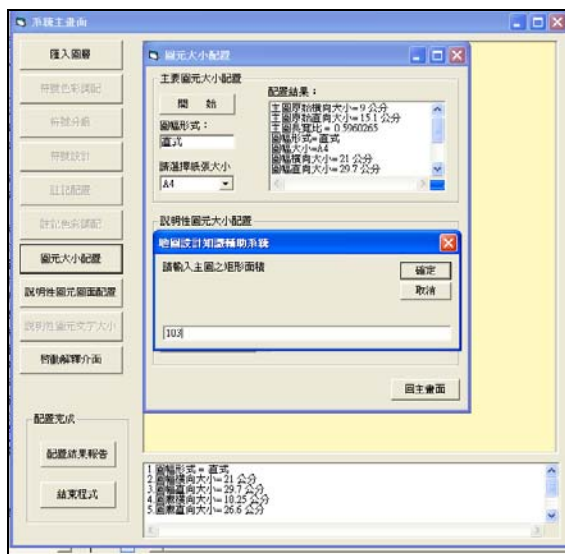 系統主畫面
匯入圖層
符號色彩調配
符號分級
符號設計
註記配置
註記色彩調配
圖元大小配置
說明性圖元圖面配置
說明性圖元文字大小
啓動解釋介面
配置完成
配置結果報告
結束程式
圖元大小配置
主要圖元大小配置
開 始
圖幅形式：
直式
請選擇紙張大小
A4
配置結果：
主圖原始橫向大小=9 公分
主圖原始直向大小=15.1 公分
主圖長寬比 = 0.5960265
圖幅形式=直式
圖幅大小=A4
圖幅橫向大小=21 公分
圖幅直向大小=29.7 公分
說明性圖元大小配置
地圖設計知識輔助系統
請輸入主圖之矩形面積
確定
取消
103
回主畫面
1.圖幅形式 = 直式
2.圖幅橫向大小=21 公分
3.圖幅直向大小=29.7 公分
4.圖廓橫向大小=18.25 公分
5.圖廓直向大小=26.6 公分